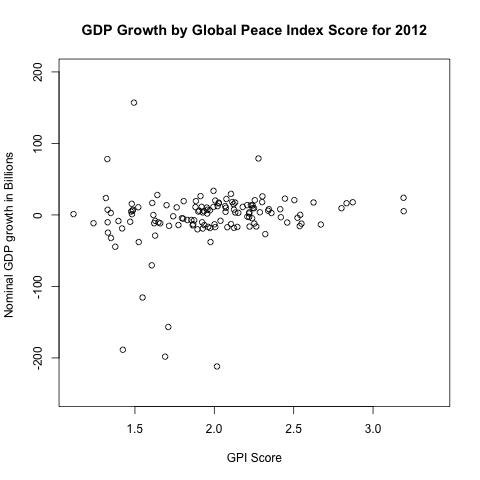 GDP Growth by Global Peace Index Score for 2012
Nominal GDP growth in Billions
200
100
0
-100
-200
1.5 2.0 2.5 3.0
GPI Score